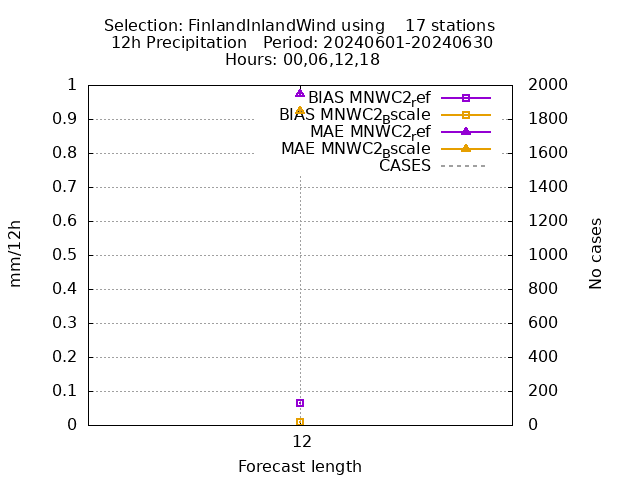 Selection: FinlandInlandWind using    17 stations
12h Precipitation   Period: 20240601-20240630
Hours: 00,06,12,18
1 2000
BIAS MNWC2_ref
BIAS MNWC2_Bscale
0.9 1800
MAE MNWC2_ref
MAE MNWC2_Bscale
0.8 1600
CASES
0.7 1400
0.6 1200
mm/12h
No cases
0.5 1000
0.4 800
0.3 600
0.2 400
0.1 200
0 0
12
Forecast length